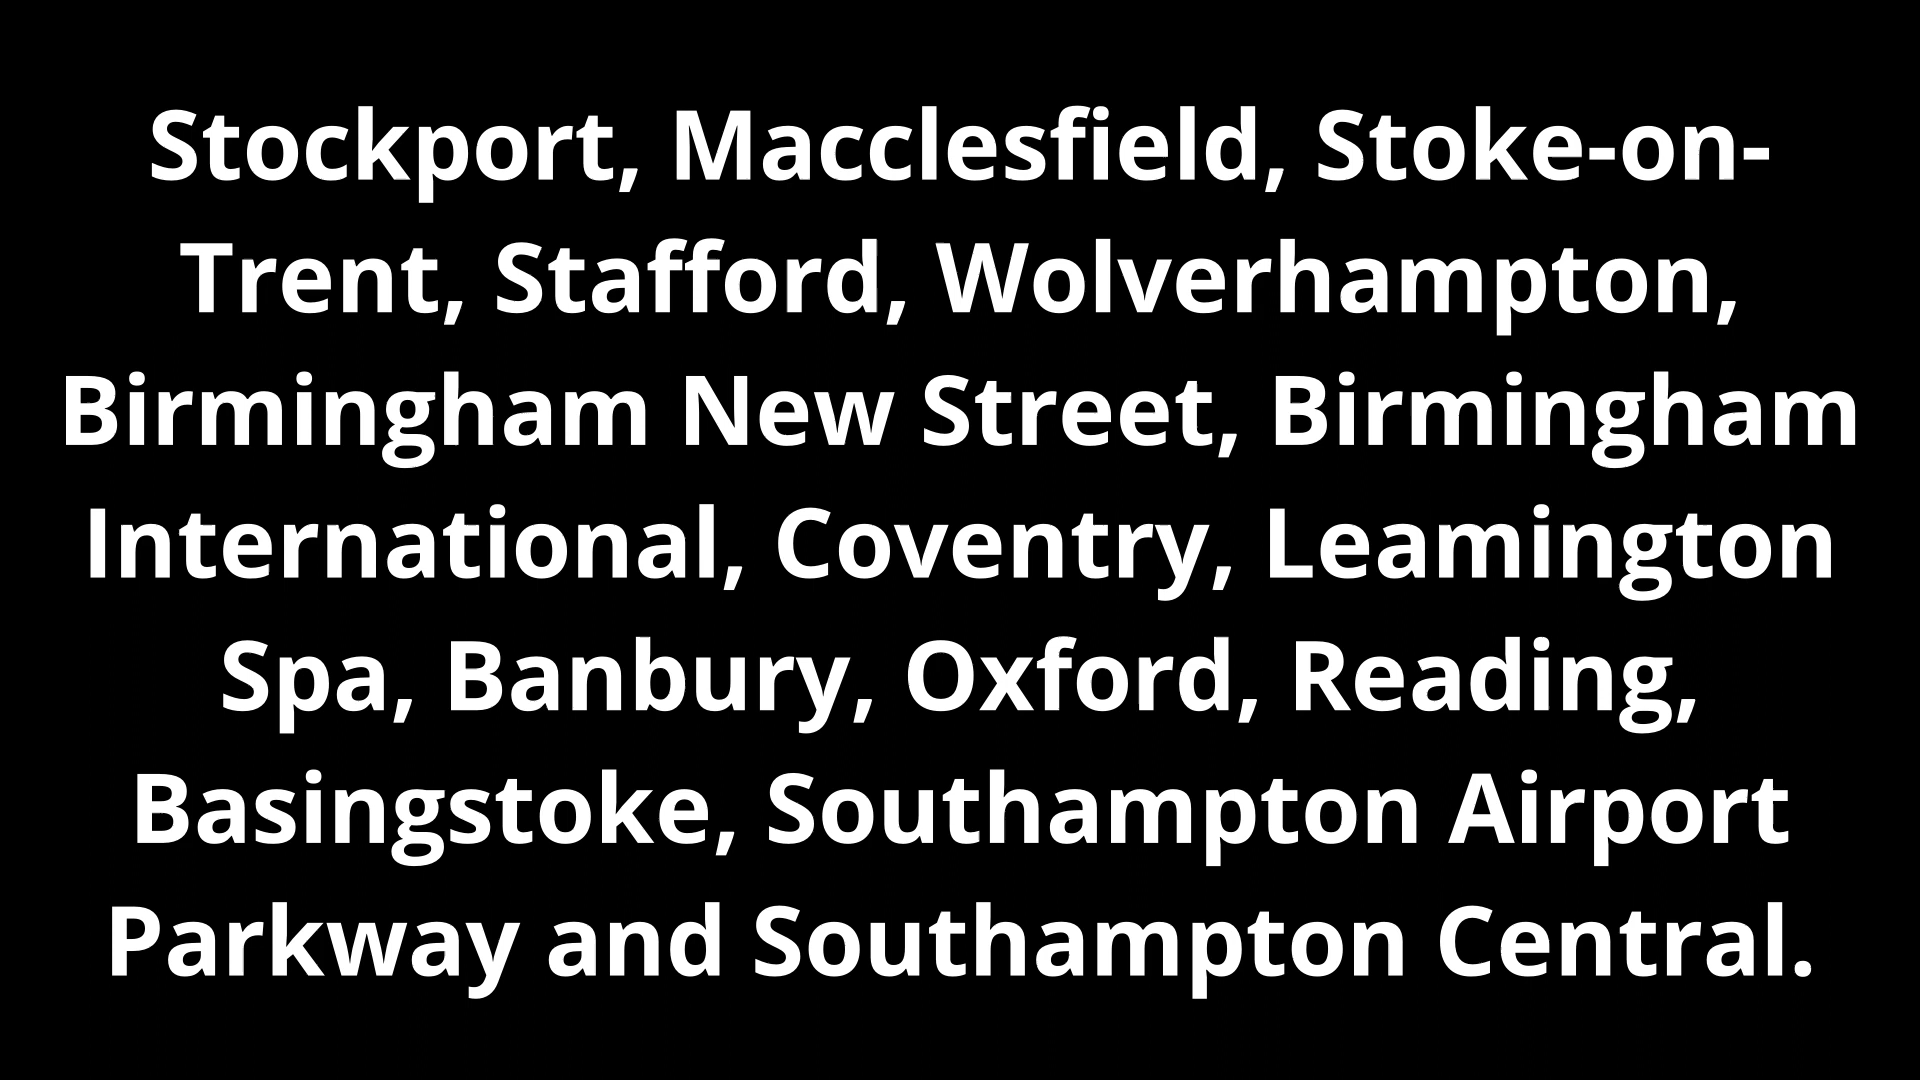 Stockport, Macclesfield, Stoke-on-
Trent, Stafford, Wolverhampton,
Birmingham New Street, Birmingham
International, Coventry, Leamington
Spa, Banbury, Oxford, Reading,
Basingstoke, Southampton Airport
Parkway and Southampton Central.